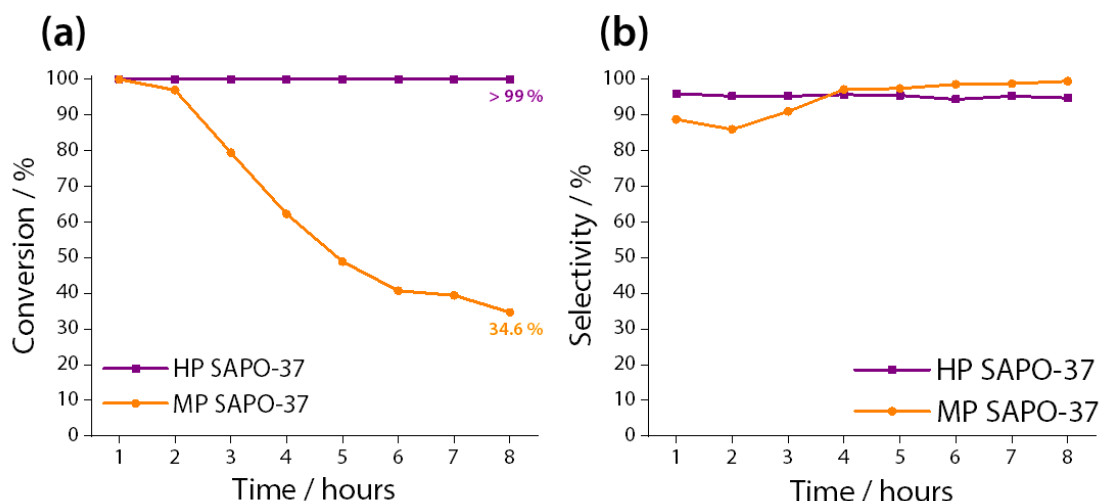 (a)
Conversion / %
100
90
80
70
60
50
40
30
20
10
0
> 99 %
34.6 %
HP SAPO-37
MP SAPO-37
1 2 3 4 5 6 7 8
Time / hours
(b)
Selectivity / %
100
90
80
70
60
50
40
30
20
10
0
HP SAPO-37
MP SAPO-37
1 2 3 4 5 6 7 8
Time / hours